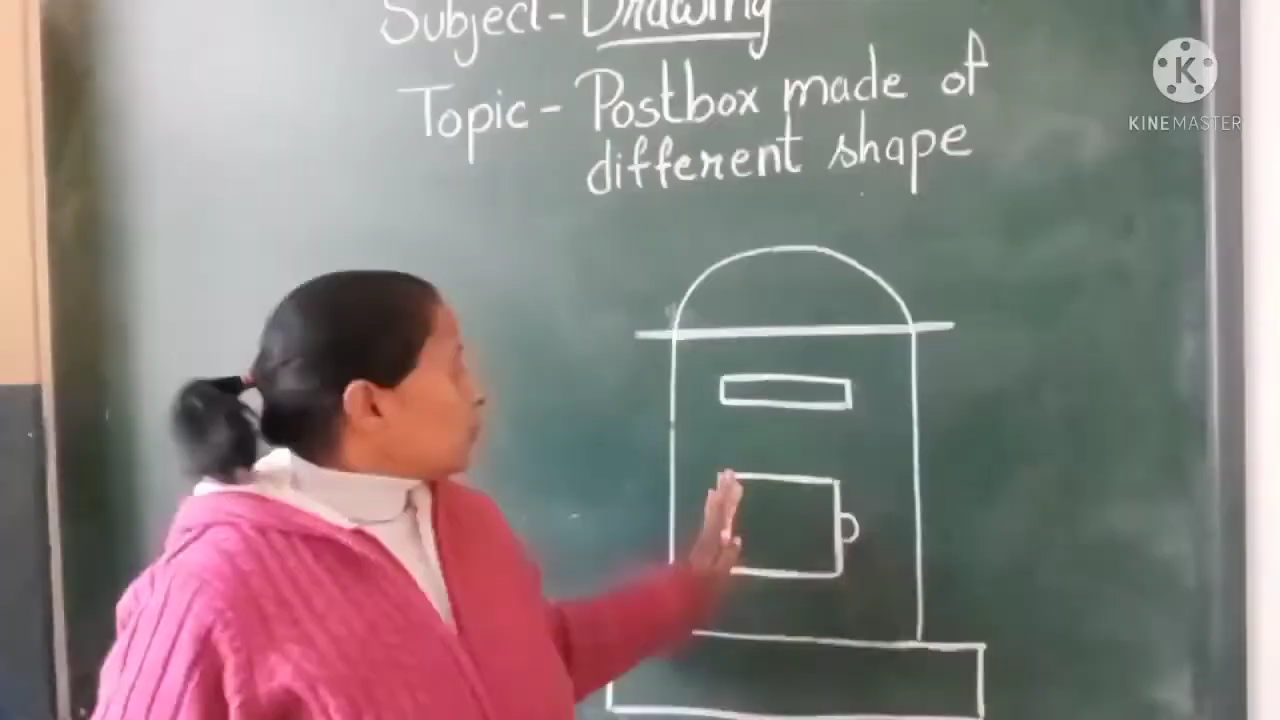 Subject - Drawing
Topic - Postbox made of
different shape
K
KINEMASTER